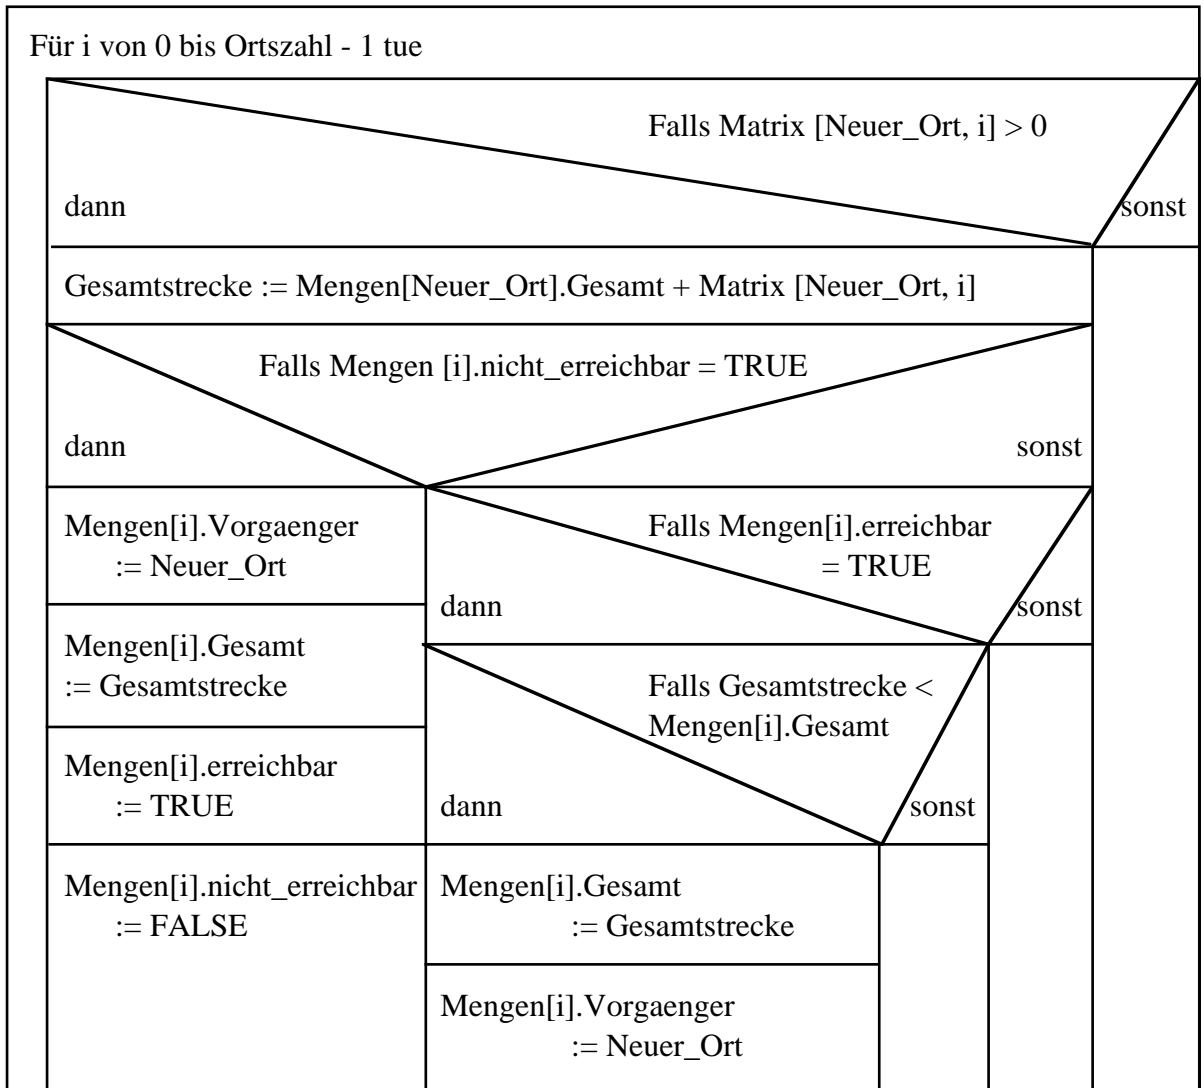 Für i von 0 bis Ortszahl - 1 tue
Falls Matrix [Neuer_Ort, i] > 0
dann
sonst
Gesamtstrecke := Mengen[Neuer_Ort].Gesamt + Matrix [Neuer_Ort, i]
Falls Mengen [i].nicht_erreichbar = TRUE
dann
sonst
Mengen[i].Vorgaenger
:= Neuer_Ort
Mengen[i].Gesamt
:= Gesamtstrecke
Mengen[i].erreichbar
:= TRUE
Mengen[i].nicht_erreichbar
:= FALSE
Falls Mengen[i].erreichbar
= TRUE
dann
sonst
Falls Gesamtstrecke <
Mengen[i].Gesamt
dann
sonst
Mengen[i].Gesamt
:= Gesamtstrecke
Mengen[i].Vorgaenger
:= Neuer_Ort